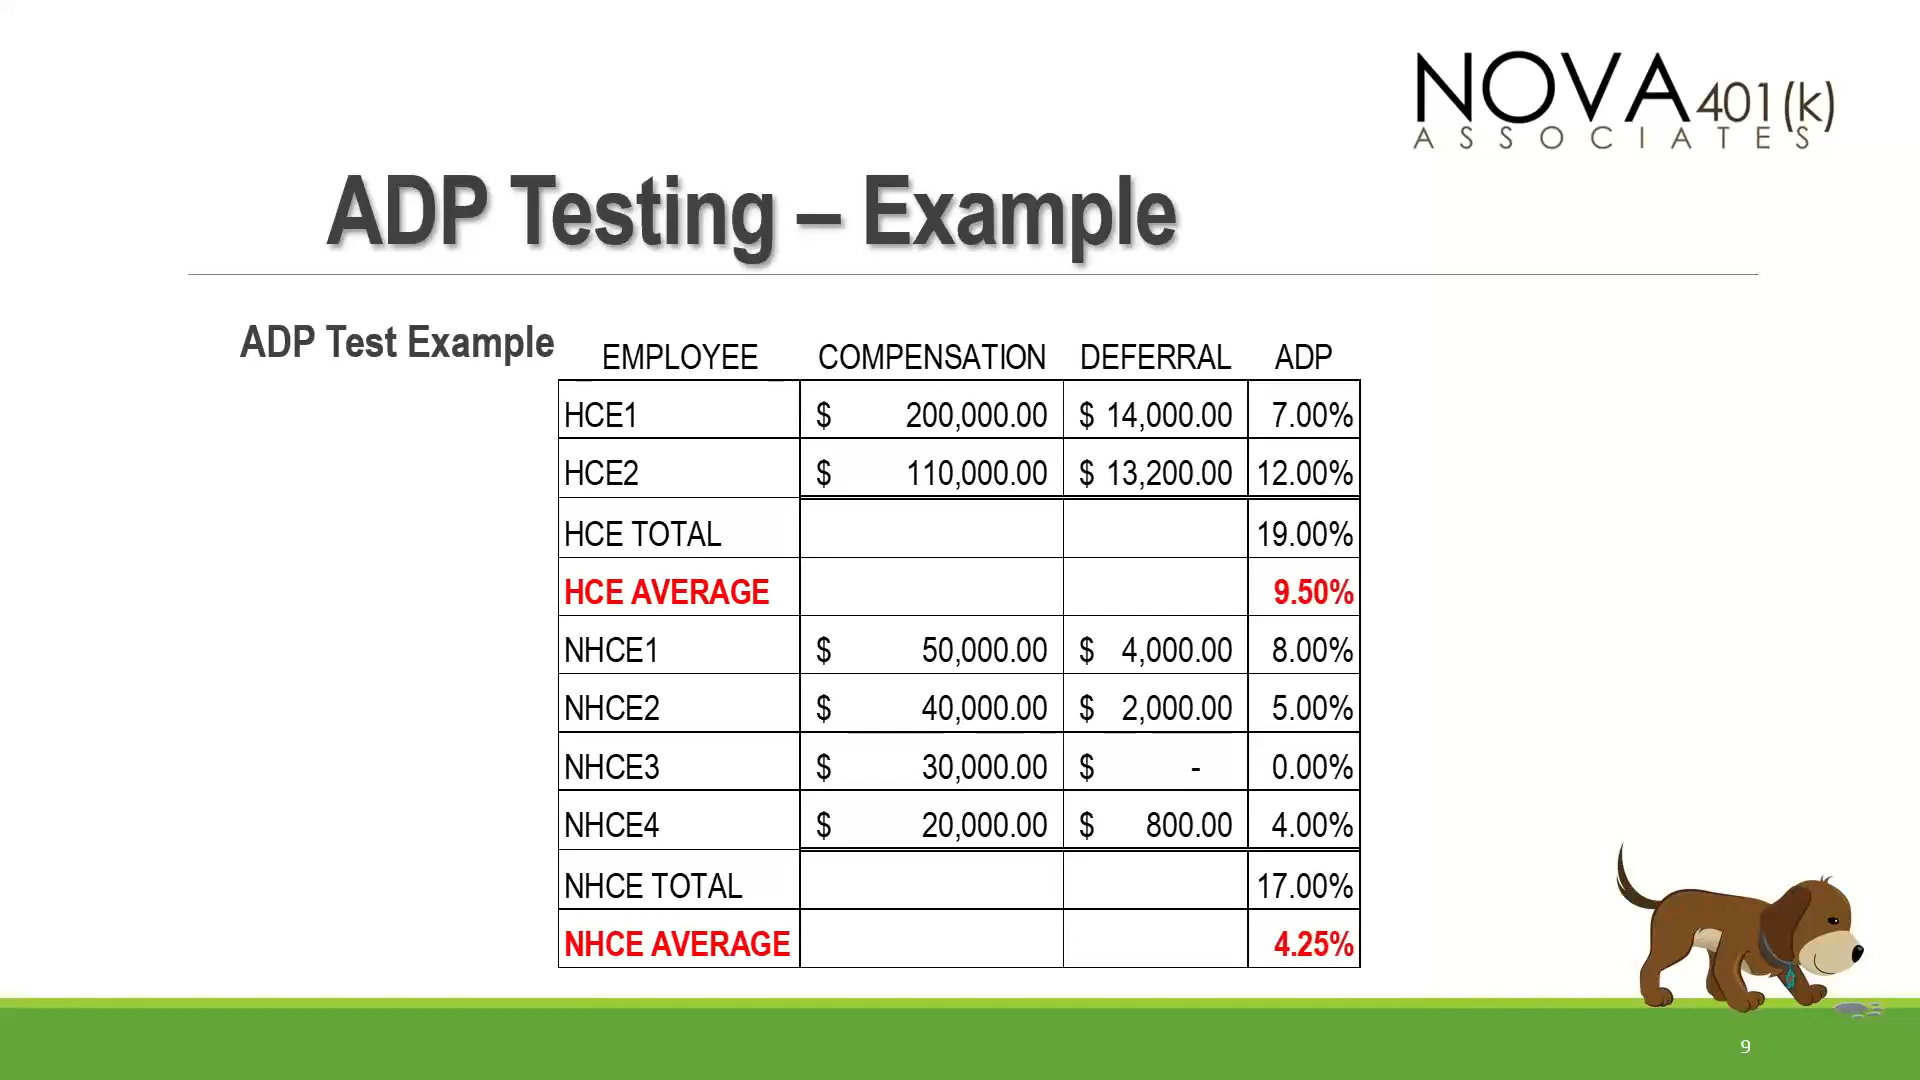 NOVA 401(k)
ASSOCIATES
ADP Testing – Example
ADP Test Example
EMPLOYEE COMPENSATION DEFERRAL ADP
HCE1 $ 200,000.00 $ 14,000.00 7.00%
HCE2 $ 110,000.00 $ 13,200.00 12.00%
HCE TOTAL 19.00%
HCE AVERAGE 9.50%
NHCE1 $ 50,000.00 $ 4,000.00 8.00%
NHCE2 $ 40,000.00 $ 2,000.00 5.00%
NHCE3 $ 30,000.00 $ - 0.00%
NHCE4 $ 20,000.00 $ 800.00 4.00%
NHCE TOTAL 17.00%
NHCE AVERAGE 4.25%
9